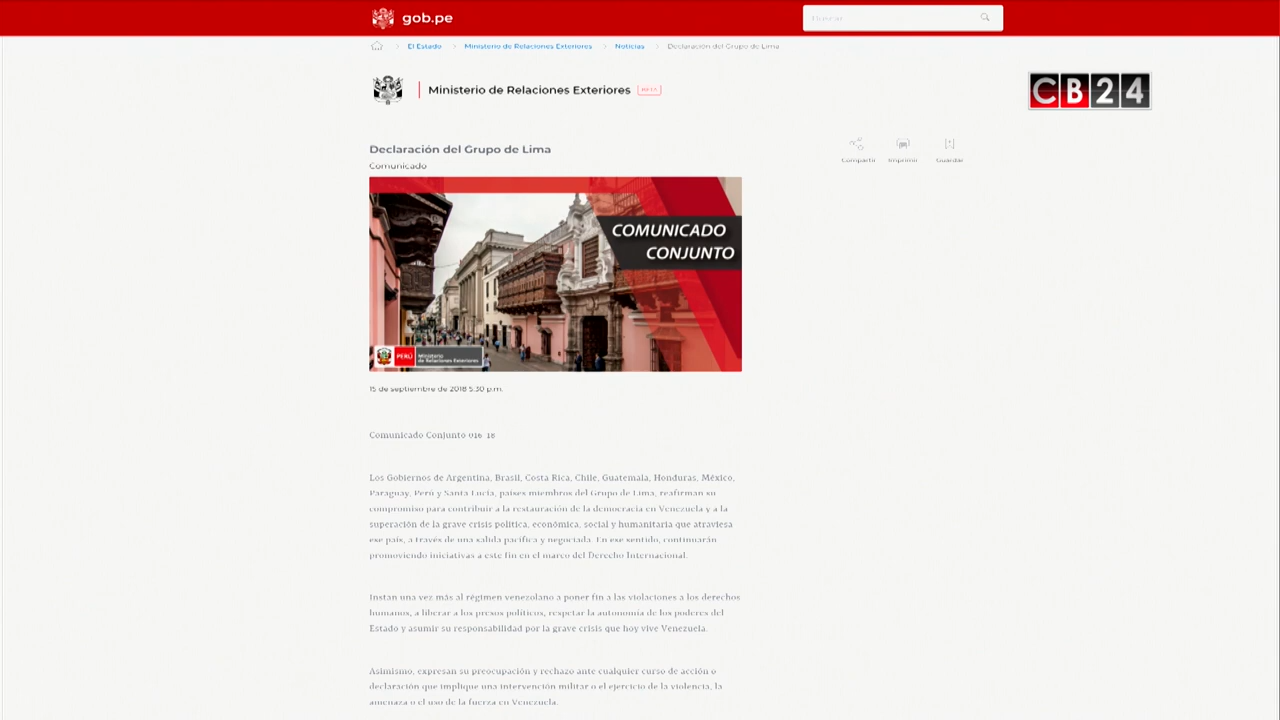 gob.pe
Buscar
El Estado > Ministerio de Relaciones Exteriores > Noticias > Declaración del Grupo de Lima
Ministerio de Relaciones Exteriores BETA
CB24
Declaración del Grupo de Lima
Comunicado
Compartir Imprimir Guardar
COMUNICADO
CONJUNTO
PERÚ Ministerio
de Relaciones Exteriores
15 de septiembre de 2018 5:30 p.m.
Comunicado Conjunto 016-18
Los Gobiernos de Argentina, Brasil, Costa Rica, Chile, Guatemala, Honduras, México,
Paraguay, Perú y Santa Lucía, países miembros del Grupo de Lima, reafirman su
compromiso para contribuir a la restauración de la democracia en Venezuela y a la
superación de la grave crisis política, económica, social y humanitaria que atraviesa
ese país, a través de una salida pacífica y negociada. En ese sentido, continuarán
promoviendo iniciativas a este fin en el marco del Derecho Internacional.
Instan una vez más al régimen venezolano a poner fin a las violaciones a los derechos
humanos, a liberar a los presos políticos, respetar la autonomía de los poderes del
Estado y asumir su responsabilidad por la grave crisis que hoy vive Venezuela.
Asimismo, expresan su preocupación y rechazo ante cualquier curso de acción o
declaración que implique una intervención militar o el ejercicio de la violencia, la
amenaza o el uso de la fuerza en Venezuela.